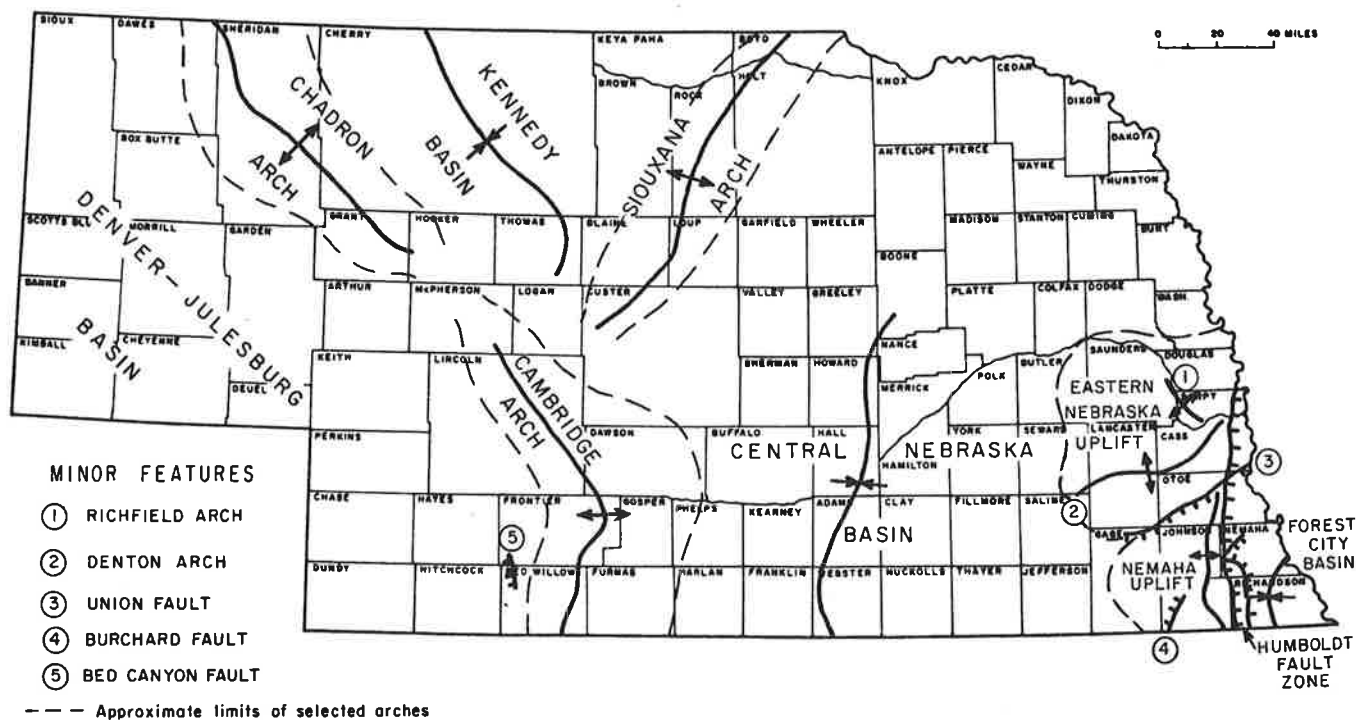 SIOUX
DAWES
SHERIDAN
CHERRY
KEYA PAHA
BOYD
0 20 40 MILES
BROWN
ROCK
HOLT
KNOX
CEDAR
DIXON
DAKOTA
BOX BUTTE
CHADRON
ARCH
KENNEDY
BASIN
SIOUXANA
ARCH
ANTELOPE
PIERCE
WAYNE
THURSTON
SCOTTS BLUFF
MORRILL
GARDEN
GRANT
HOOKER
THOMAS
BLAINE
LOUP
GARFIELD
WHEELER
MADISON
STANTON
CUMING
BURT
DENVER-JULESBURG
BASIN
BOONE
BANNER
ARTHUR
McPHERSON
LOGAN
CUSTER
VALLEY
GREELEY
PLATTE
COLFAX
DODGE
WASH.
KIMBALL
CHEYENNE
DEUEL
KEITH
LINCOLN
SHERMAN
HOWARD
NANCE
MERRICK
POLK
BUTLER
SAUNDERS
DOUGLAS
SARPY
1
CAMBRIDGE
ARCH
EASTERN
NEBRASKA
UPLIFT
PERKINS
DAWSON
BUFFALO
HALL
HAMILTON
YORK
SEWARD
LANCASTER
CASS
OTOE
3
CENTRAL
NEBRASKA
BASIN
CHASE
HAYES
FRONTIER
GOSPER
PHELPS
KEARNEY
ADAMS
CLAY
FILLMORE
SALINE
2
GAGE
JOHNSON
NEMAHA
FOREST
CITY
BASIN
5
DUNDY
HITCHCOCK
RED WILLOW
FURNAS
HARLAN
FRANKLIN
WEBSTER
NUCKOLLS
THAYER
JEFFERSON
NEMAHA
UPLIFT
RICHARDSON
4
HUMBOLDT
FAULT
ZONE
MINOR FEATURES
1 RICHFIELD ARCH
2 DENTON ARCH
3 UNION FAULT
4 BURCHARD FAULT
5 BED CANYON FAULT
--- Approximate limits of selected arches